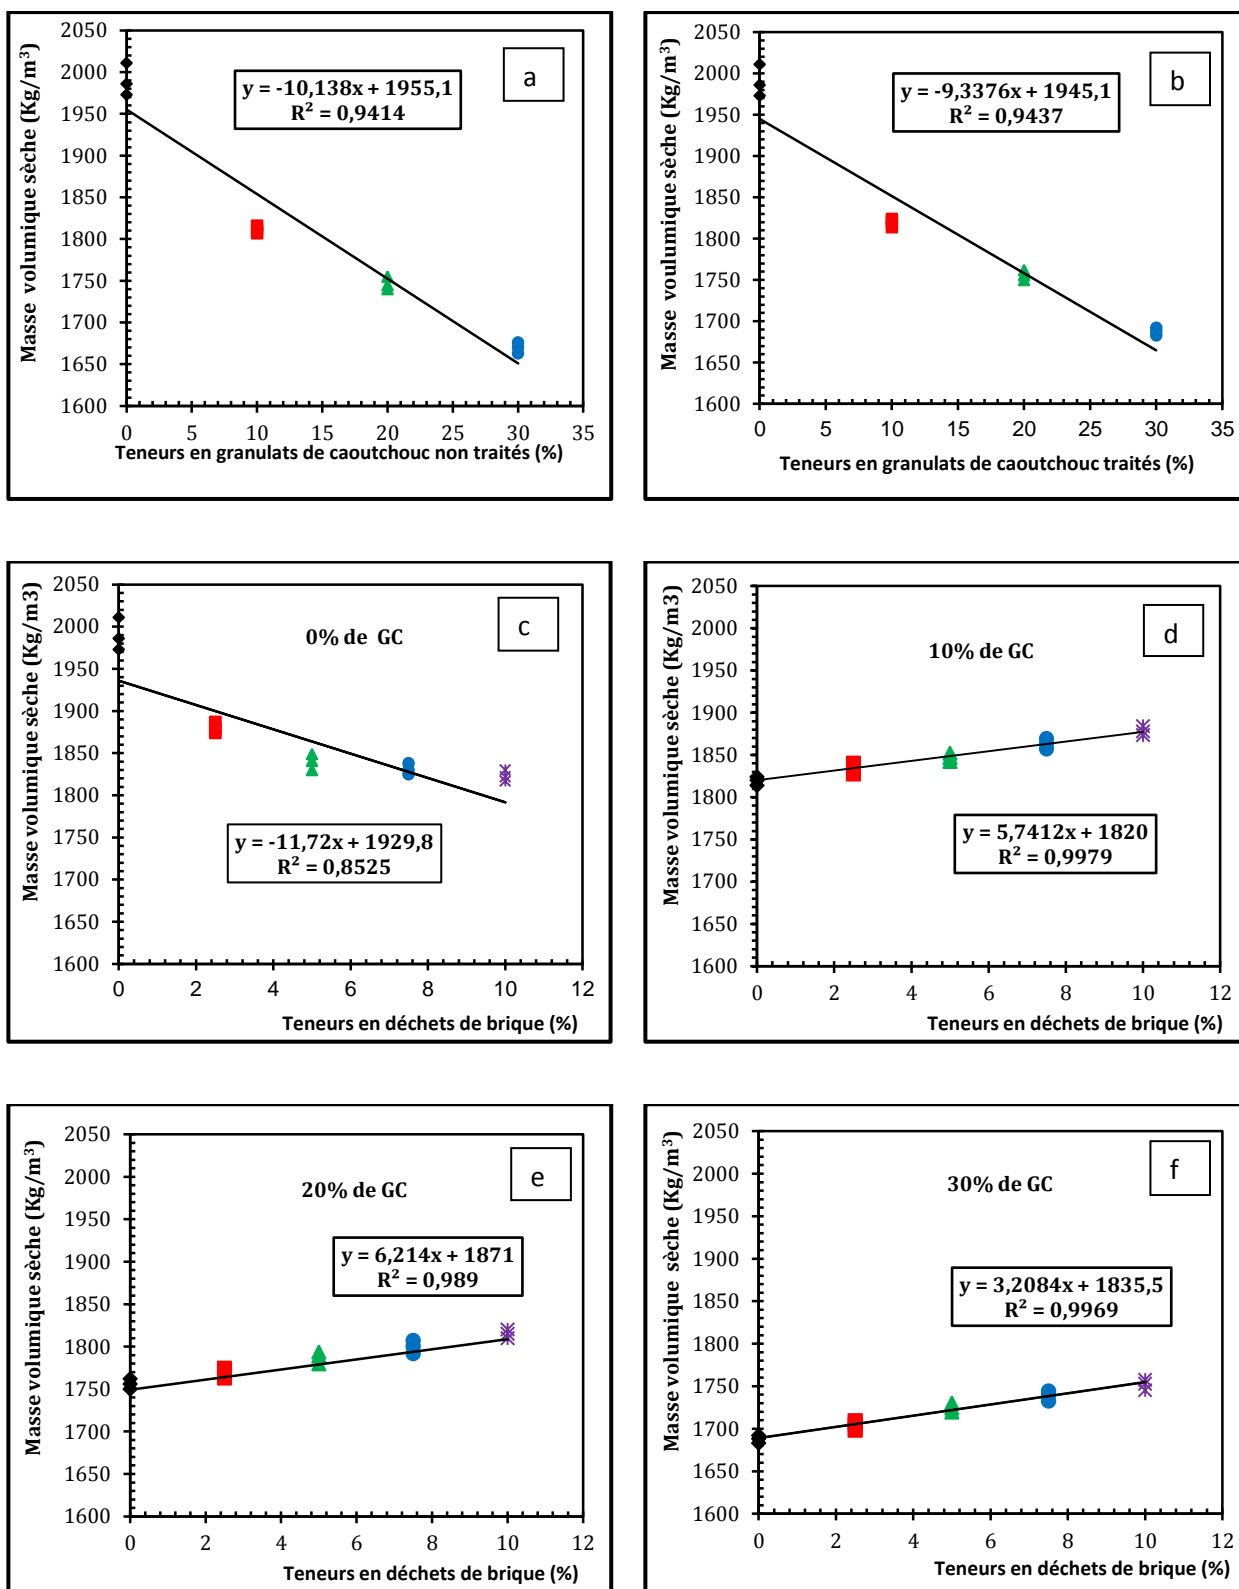 Masse volumique sèche (Kg/m³)
2050
2000
1950
1900
1850
1800
1750
1700
1650
1600
a
y = -10,138x + 1955,1
R² = 0,9414
0 5 10 15 20 25 30 35
Teneurs en granulats de caoutchouc non traités (%)
Masse voulumique sèche (Kg/m³)
2050
2000
1950
1900
1850
1800
1750
1700
1650
1600
b
y = -9,3376x + 1945,1
R² = 0,9437
0 5 10 15 20 25 30 35
Teneurs en granulats de caoutchouc traités (%)
Masse volumique sèche (Kg/m3)
2050
2000
1950
1900
1850
1800
1750
1700
1650
1600
c
0% de GC
y = -11,72x + 1929,8
R² = 0,8525
0 2 4 6 8 10 12
Teneurs en déchets de brique (%)
Masse volumique sèche (Kg/m3)
2050
2000
1950
1900
1850
1800
1750
1700
1650
1600
d
10% de GC
y = 5,7412x + 1820
R² = 0,9979
0 2 4 6 8 10 12
Teneurs en déchets de brique (%)
Masse volumique sèche (Kg/m³)
2050
2000
1950
1900
1850
1800
1750
1700
1650
1600
e
20% de GC
y = 6,214x + 1871
R² = 0,989
0 2 4 6 8 10 12
Teneurs en déchets de brique (%)
Masse volumique sèche (Kg/m³)
2050
2000
1950
1900
1850
1800
1750
1700
1650
1600
f
30% de GC
y = 3,2084x + 1835,5
R² = 0,9969
0 2 4 6 8 10 12
Teneurs en déchets de brique (%)